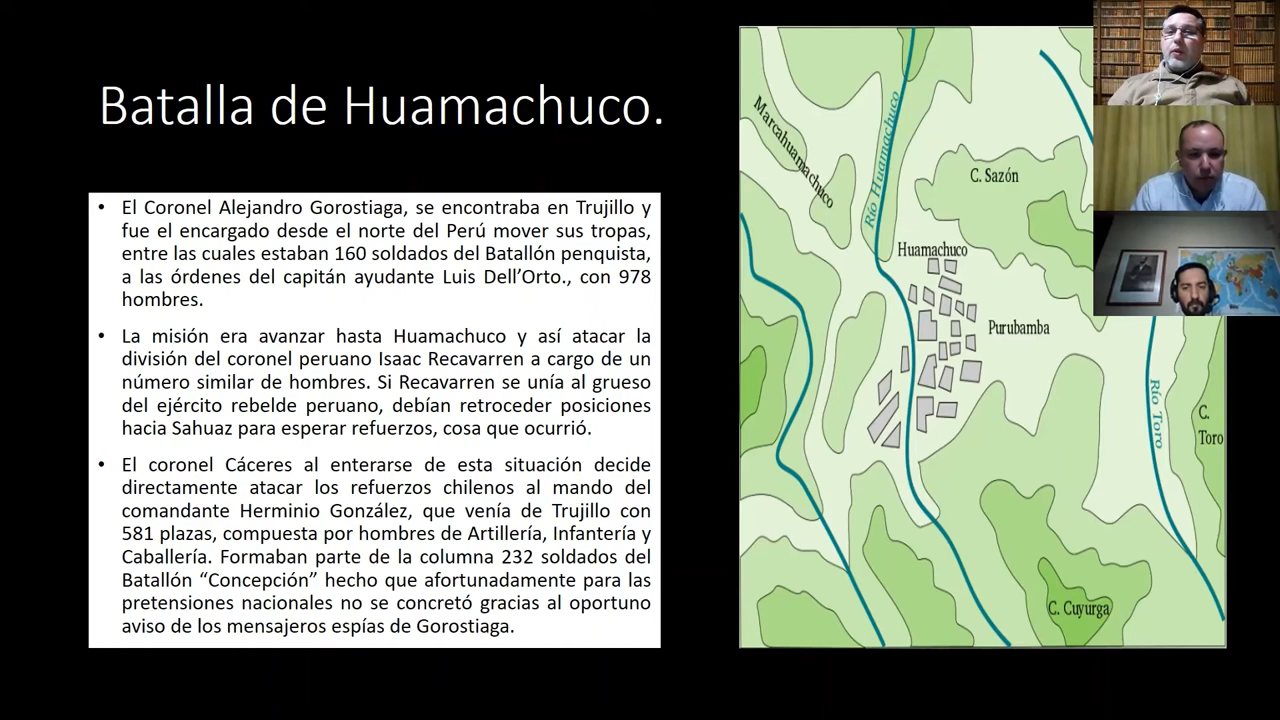 Batalla de Huamachuco.
• El Coronel Alejandro Gorostiaga, se encontraba en Trujillo y
fue el encargado desde el norte del Perú mover sus tropas,
entre las cuales estaban 160 soldados del Batallón penquista,
a las órdenes del capitán ayudante Luis Dell’Orto., con 978
hombres.
• La misión era avanzar hasta Huamachuco y así atacar la
división del coronel peruano Isaac Recavarren a cargo de un
número similar de hombres. Si Recavarren se unía al grueso
del ejército rebelde peruano, debían retroceder posiciones
hacia Sahuaz para esperar refuerzos, cosa que ocurrió.
• El coronel Cáceres al enterarse de esta situación decide
directamente atacar los refuerzos chilenos al mando del
comandante Herminio González, que venía de Trujillo con
581 plazas, compuesta por hombres de Artillería, Infantería y
Caballería. Formaban parte de la columna 232 soldados del
Batallón “Concepción” hecho que afortunadamente para las
pretensiones nacionales no se concretó gracias al oportuno
aviso de los mensajeros espías de Gorostiaga.
Marcahuamachuco
Río Huamachuco
C. Sazón
Huamachuco
Purubamba
Río Toro
C.
Toro
C. Cuyurga